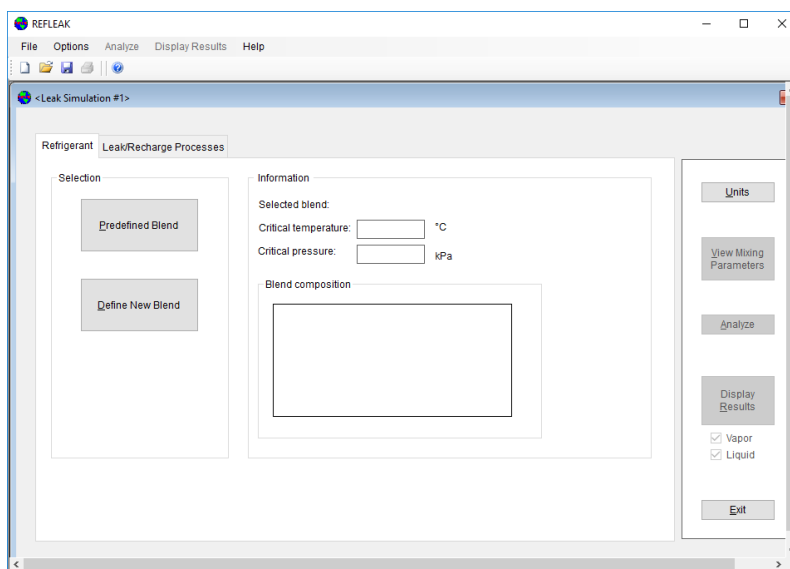 REFLEAK
File Options Analyze Display Results Help
<Leak Simulation #1>
Refrigerant Leak/Recharge Processes
Selection
Predefined Blend
Define New Blend
Information
Selected blend:
Critical temperature: °C
Critical pressure: kPa
Blend composition
Units
View Mixing
Parameters
Analyze
Display
Results
Vapor
Liquid
Exit